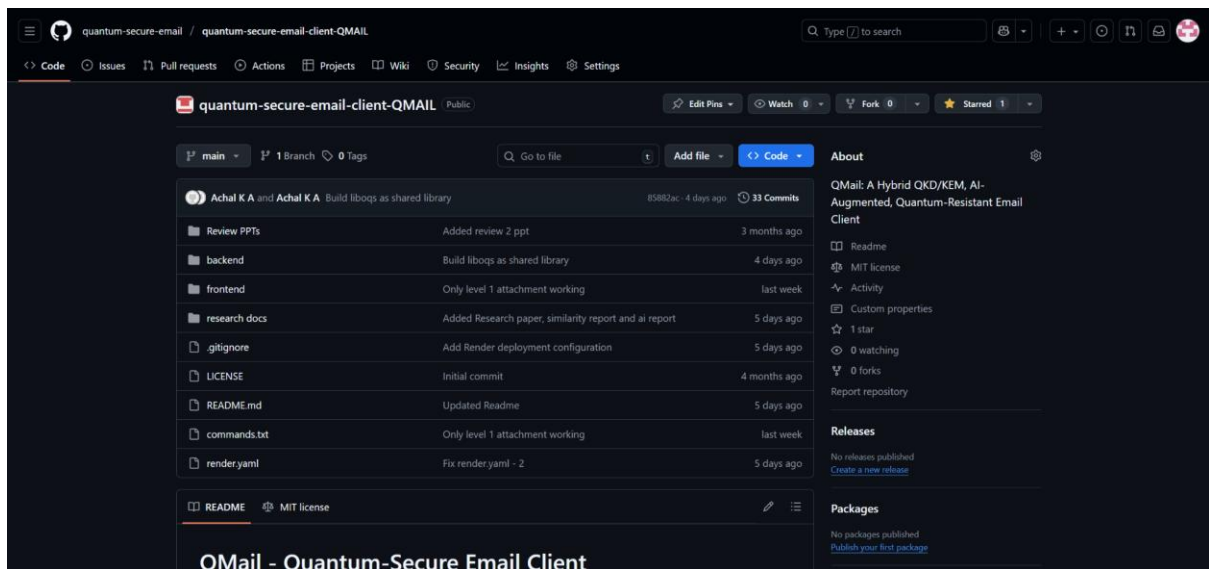 quantum-secure-email / quantum-secure-email-client-QMAIL
Type / to search
Code Issues Pull requests Actions Projects Wiki Security Insights Settings
quantum-secure-email-client-QMAIL Public
Edit Pins Watch 0 Fork 0 Starred 1
main 1 Branch 0 Tags
Go to file t Add file Code
Achal K A and Achal K A Build liboqs as shared library 85882ac · 4 days ago 33 Commits
Review PPTs Added review 2 ppt 3 months ago
backend Build liboqs as shared library 4 days ago
frontend Only level 1 attachment working last week
research docs Added Research paper, similarity report and ai report 5 days ago
.gitignore Add Render deployment configuration 5 days ago
LICENSE Initial commit 4 months ago
README.md Updated Readme 5 days ago
commands.txt Only level 1 attachment working last week
render.yaml Fix render.yaml - 2 5 days ago
README MIT license
QMail - Quantum-Secure Email Client
About
QMail: A Hybrid QKD/KEM, AI-
Augmented, Quantum-Resistant Email
Client
Readme
MIT license
Activity
Custom properties
1 star
0 watching
0 forks
Report repository
Releases
No releases published
Create a new release
Packages
No packages published
Publish your first package